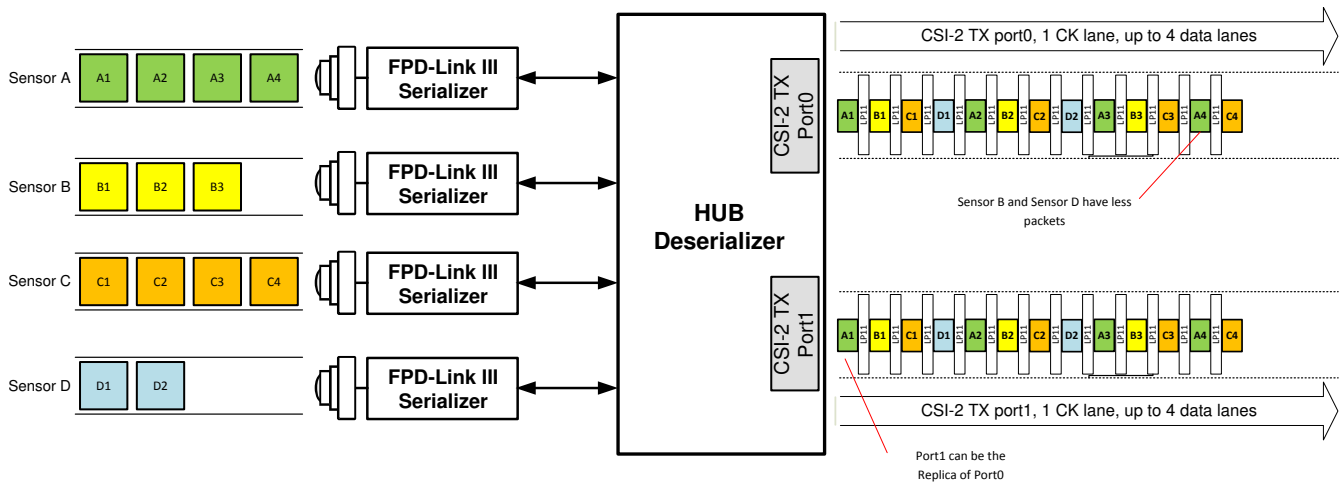 Sensor A
A1 A2 A3 A4
FPD-Link III
Serializer
Sensor B
B1 B2 B3
FPD-Link III
Serializer
Sensor C
C1 C2 C3 C4
FPD-Link III
Serializer
Sensor D
D1 D2
FPD-Link III
Serializer
HUB
Deserializer
CSI-2 TX
Port0
CSI-2 TX
Port1
CSI-2 TX port0, 1 CK lane, up to 4 data lanes
A1 LP11 B1 LP11 C1 LP11 D1 LP11 A2 LP11 B2 LP11 C2 LP11 D2 LP11 A3 LP11 B3 LP11 C3 LP11 A4 LP11 C4
Sensor B and Sensor D have less
packets
A1 LP11 B1 LP11 C1 LP11 D1 LP11 A2 LP11 B2 LP11 C2 LP11 D2 LP11 A3 LP11 B3 LP11 C3 LP11 A4 LP11 C4
CSI-2 TX port1, 1 CK lane, up to 4 data lanes
Port1 can be the
Replica of Port0